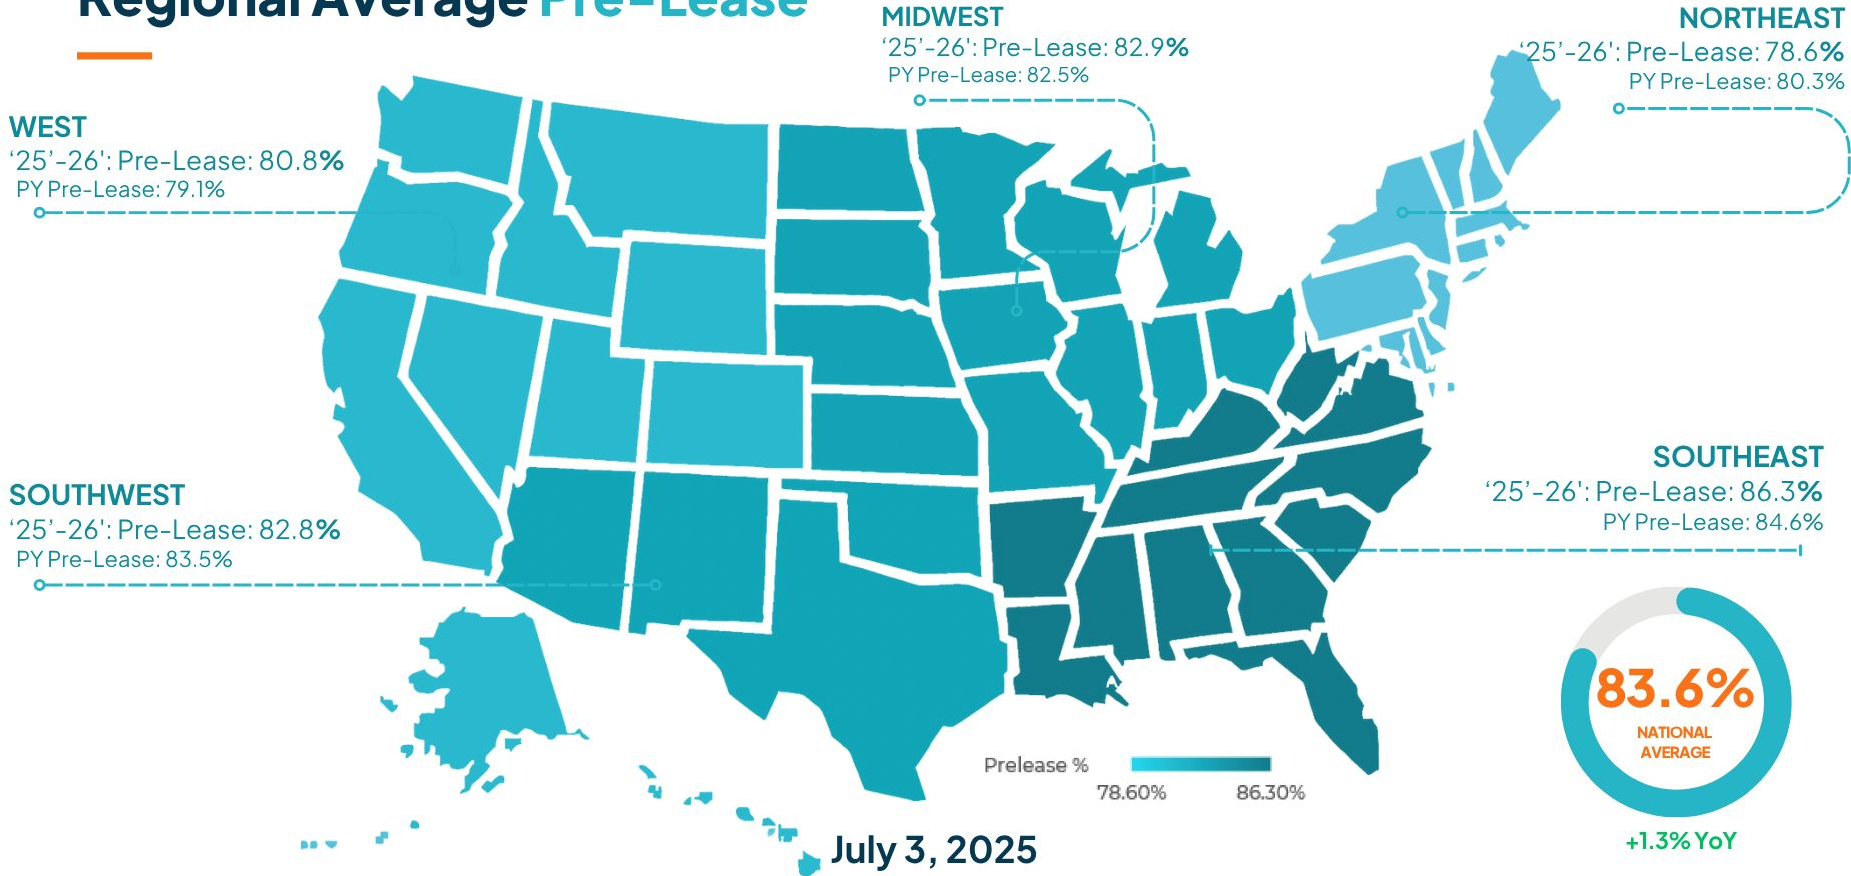 Regional Average Pre-Lease
MIDWEST
‘25’-26': Pre-Lease: 82.9%
PY Pre-Lease: 82.5%
NORTHEAST
‘25’-26': Pre-Lease: 78.6%
PY Pre-Lease: 80.3%
WEST
‘25’-26': Pre-Lease: 80.8%
PY Pre-Lease: 79.1%
SOUTHWEST
‘25’-26': Pre-Lease: 82.8%
PY Pre-Lease: 83.5%
SOUTHEAST
‘25’-26': Pre-Lease: 86.3%
PY Pre-Lease: 84.6%
83.6%
NATIONAL
AVERAGE
+1.3% YoY
Prelease %
78.60% 86.30%
July 3, 2025